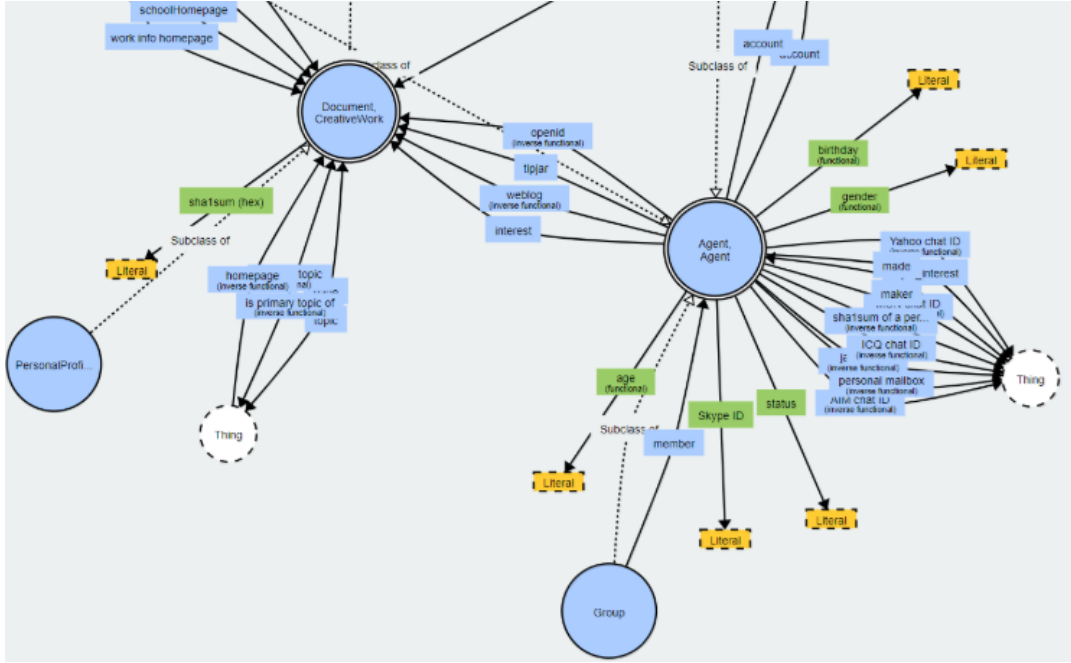 schoolHomepage
work info homepage
Subclass of
account
account
Subclass of
Literal
Document,
CreativeWork
openid
(inverse functional)
birthday
(functional)
tipjar
Literal
gender
(functional)
weblog
(inverse functional)
sha1sum (hex)
interest
Subclass of
Agent,
Agent
Yahoo chat ID
(inverse functional)
made
interest
Literal
homepage
(inverse functional)
topic
maker
chat ID
is primary topic of
(inverse functional)
topic
sha1sum of a per...
(inverse functional)
ICQ chat ID
(inverse functional)
PersonalProfi...
age
(functional)
personal mailbox
(inverse functional)
Thing
AIM chat ID
(inverse functional)
status
Skype ID
Thing
Subclass of
member
Literal
Literal
Literal
Group